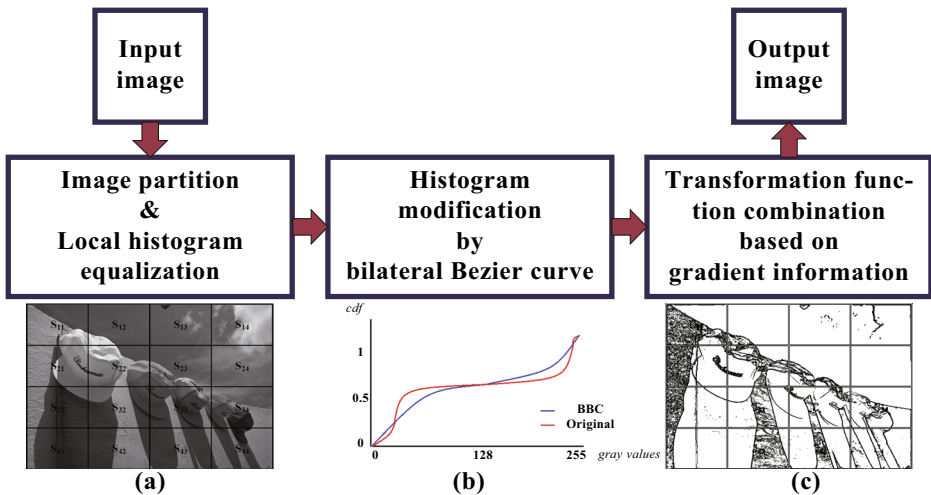 Input
image
Output
image
Image partition
&
Local histogram
equalization
Histogram
modification
by
bilateral Bezier curve
Transformation func-
tion combination
based on
gradient information
S11 S12 S13 S14
S21 S22 S23 S24
S31 S32 S33 S34
S41 S42 S43 S44
(a)
cdf
1
0.5
0
BBC
Original
0 128 255 gray values
(b)
(c)